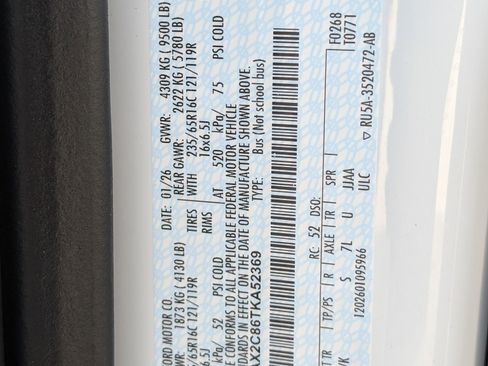 FORD MOTOR CO. DATE: 01/26 GVWR: 4309 KG ( 9500 LB)
1873 KG ( 4130 LB) REAR GAWR: 2622 KG ( 5780 LB)
65R16C 121/119R TIRES WITH 235/65R16C 121/119R
6.5J RIMS 16x6.5J
kPa/ 52 PSI COLD AT 520 kPa/ 75 PSI COLD
CONFORMS TO ALL APPLICABLE FEDERAL MOTOR VEHICLE
STANDARDS IN EFFECT ON THE DATE OF MANUFACTURE SHOWN ABOVE.
AX2C86TKA52369 TYPE: Bus (Not school bus)
F0268
T0771
RC: 52 DSO:
TR TP/PS R AXLE TR SPR
S 7L U JJAA
ULC
1202601095966
▽ RU5A-3520472-AB